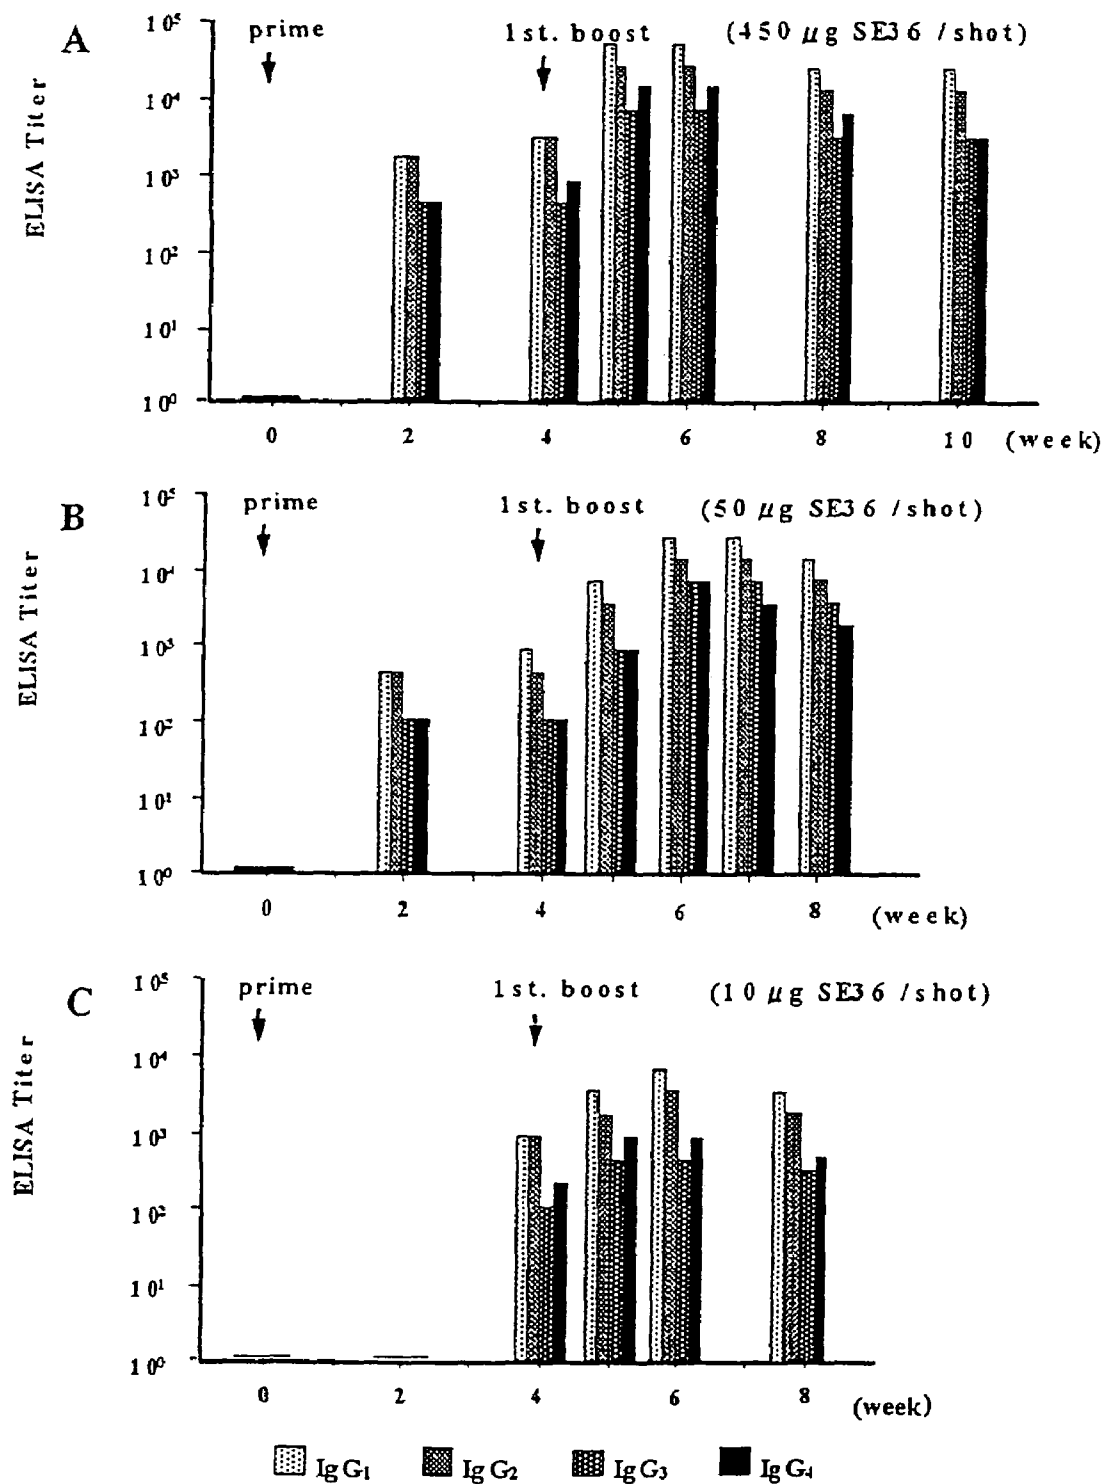 A
prime
1st. boost
(450 μg SE36 /shot)
ELISA Titer
10⁵
10⁴
10³
10²
10¹
10⁰
0 2 4 6 8 10 (week)
B
prime
1st. boost
(50 μg SE36 /shot)
ELISA Titer
10⁵
10⁴
10³
10²
10¹
10⁰
0 2 4 6 8 (week)
C
prime
1st. boost
(10 μg SE36 /shot)
ELISA Titer
10⁵
10⁴
10³
10²
10¹
10⁰
0 2 4 6 8 (week)
IgG₁ IgG₂ IgG₃ IgG₄